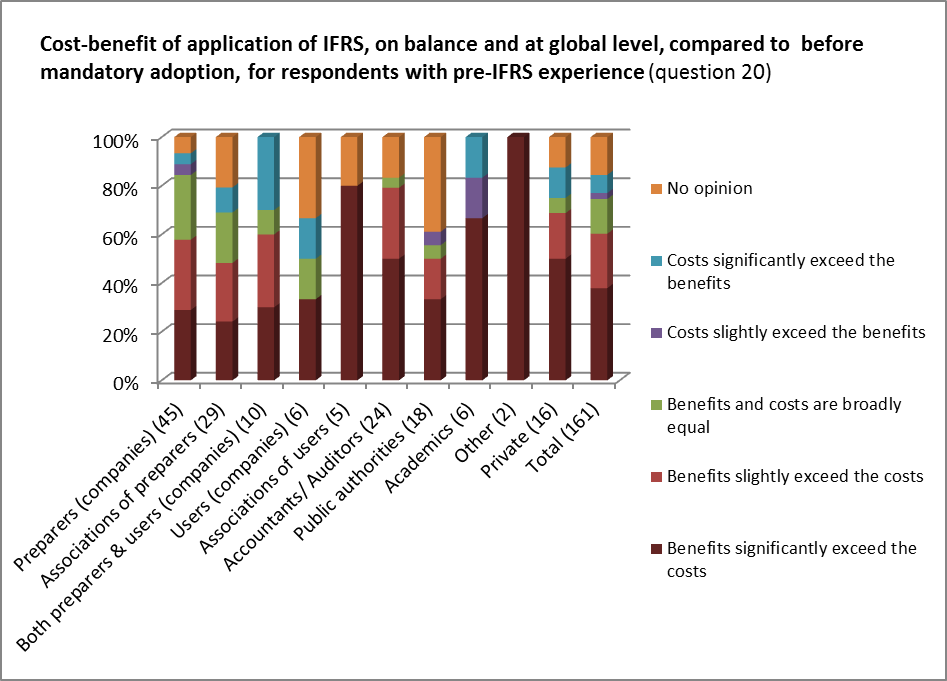 Cost-benefit of application of IFRS, on balance and at global level, compared to  before
mandatory adoption, for respondents with pre-IFRS experience (question 20)
100%
80%
60%
40%
20%
0%
Preparers (companies) (45)
Associations of preparers (29)
Both preparers & users (companies) (10)
Users (companies) (6)
Associations of users (5)
Accountants/ Auditors (24)
Public authorities (18)
Academics (6)
Other (2)
Private (16)
Total (161)
No opinion
Costs significantly exceed the
benefits
Costs slightly exceed the benefits
Benefits and costs are broadly
equal
Benefits slightly exceed the costs
Benefits significantly exceed the
costs